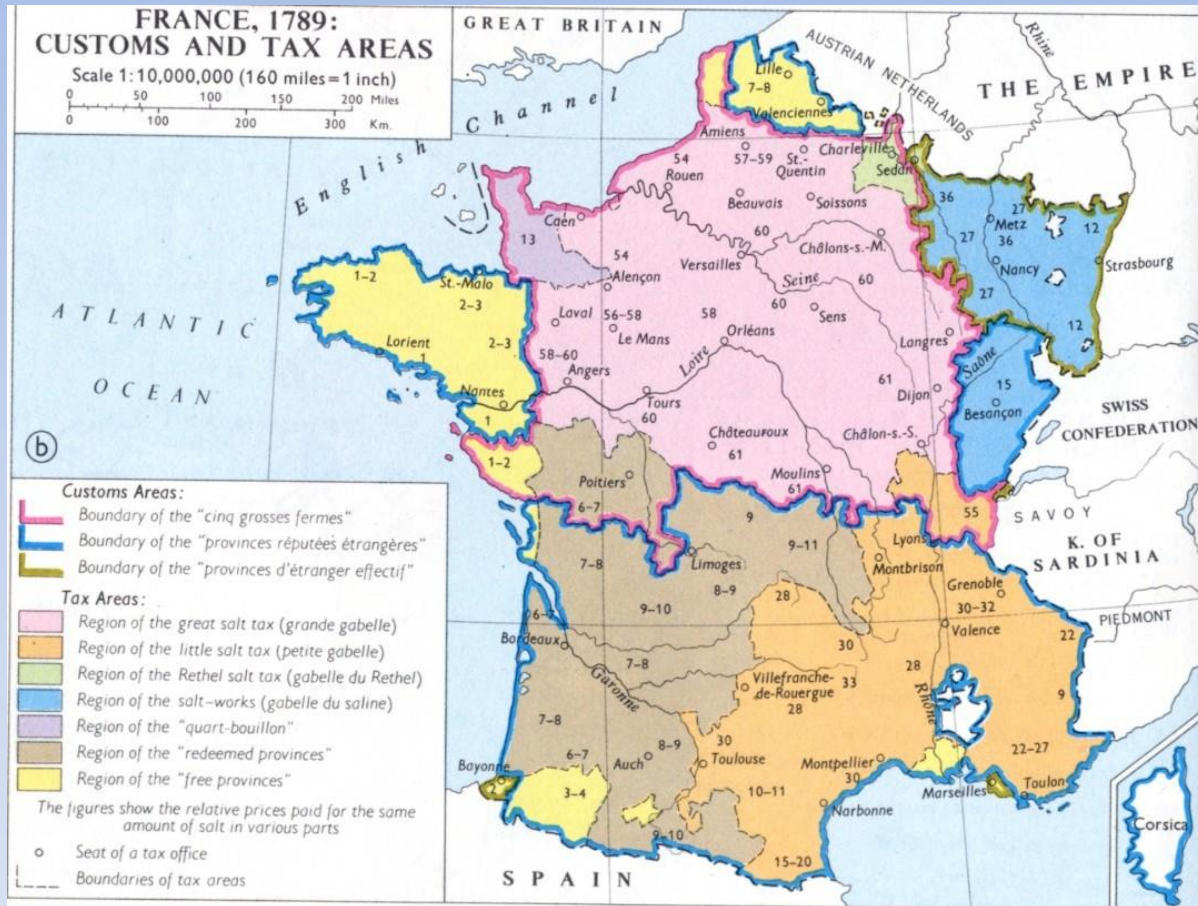 FRANCE, 1789:
CUSTOMS AND TAX AREAS
Scale 1:10,000,000 (160 miles=1 inch)
0 50 100 150 200 Miles
0 100 200 300 Km.
GREAT BRITAIN
AUSTRIAN NETHERLANDS
Rhine
THE EMPIRE
English Channel
ATLANTIC
OCEAN
Lille
7–8
Valenciennes
Amiens
57–59
St.-
Quentin
Charleville
Sedan
54
Rouen
Beauvais
Soissons
60
Châlons-s.-M.
Caén
13
54
Alençon
Versailles
Seine
60
60
Sens
36
27
Metz
36
27
Nancy
27
12
12
Strasbourg
1–2
St.-Malo
2–3
2–3
Lorient
1
Nantes
1
1–2
Laval
56–58
Le Mans
58
Orléans
Langres
58–60
Angers
Loire
Tours
60
61
Dijon
Saône
15
Besançon
SWISS
CONFEDERATION
Châteauroux
61
Châlon-s.-S.
Moulins
61
Poitiers
6–7
55
SAVOY
K. OF
SARDINIA
PIEDMONT
9
7–8
Limoges
9–11
8–9
9–10
28
Lyons
Montbrison
Grenoble
30–32
Valence
22
9
6–7
Bordeaux
Garonne
7–8
30
28
Rhône
Villefranche-
de-Rouergue
33
28
7–8
6–7
8–9
Auch
30
Toulouse
Montpellier
30
22–27
Bayonne
2
3–4
10–11
Narbonne
Marseilles
Toulon
9–10
15–20
SPAIN
Corsica
b
Customs Areas:
Boundary of the "cinq grosses fermes"
Boundary of the "provinces réputées étrangères"
Boundary of the "provinces d'étranger effectif"
Tax Areas:
Region of the great salt tax (grande gabelle)
Region of the little salt tax (petite gabelle)
Region of the Rethel salt tax (gabelle du Rethel)
Region of the salt-works (gabelle du saline)
Region of the "quart-bouillon"
Region of the "redeemed provinces"
Region of the "free provinces"
The figures show the relative prices paid for the same
amount of salt in various parts
Seat of a tax office
Boundaries of tax areas